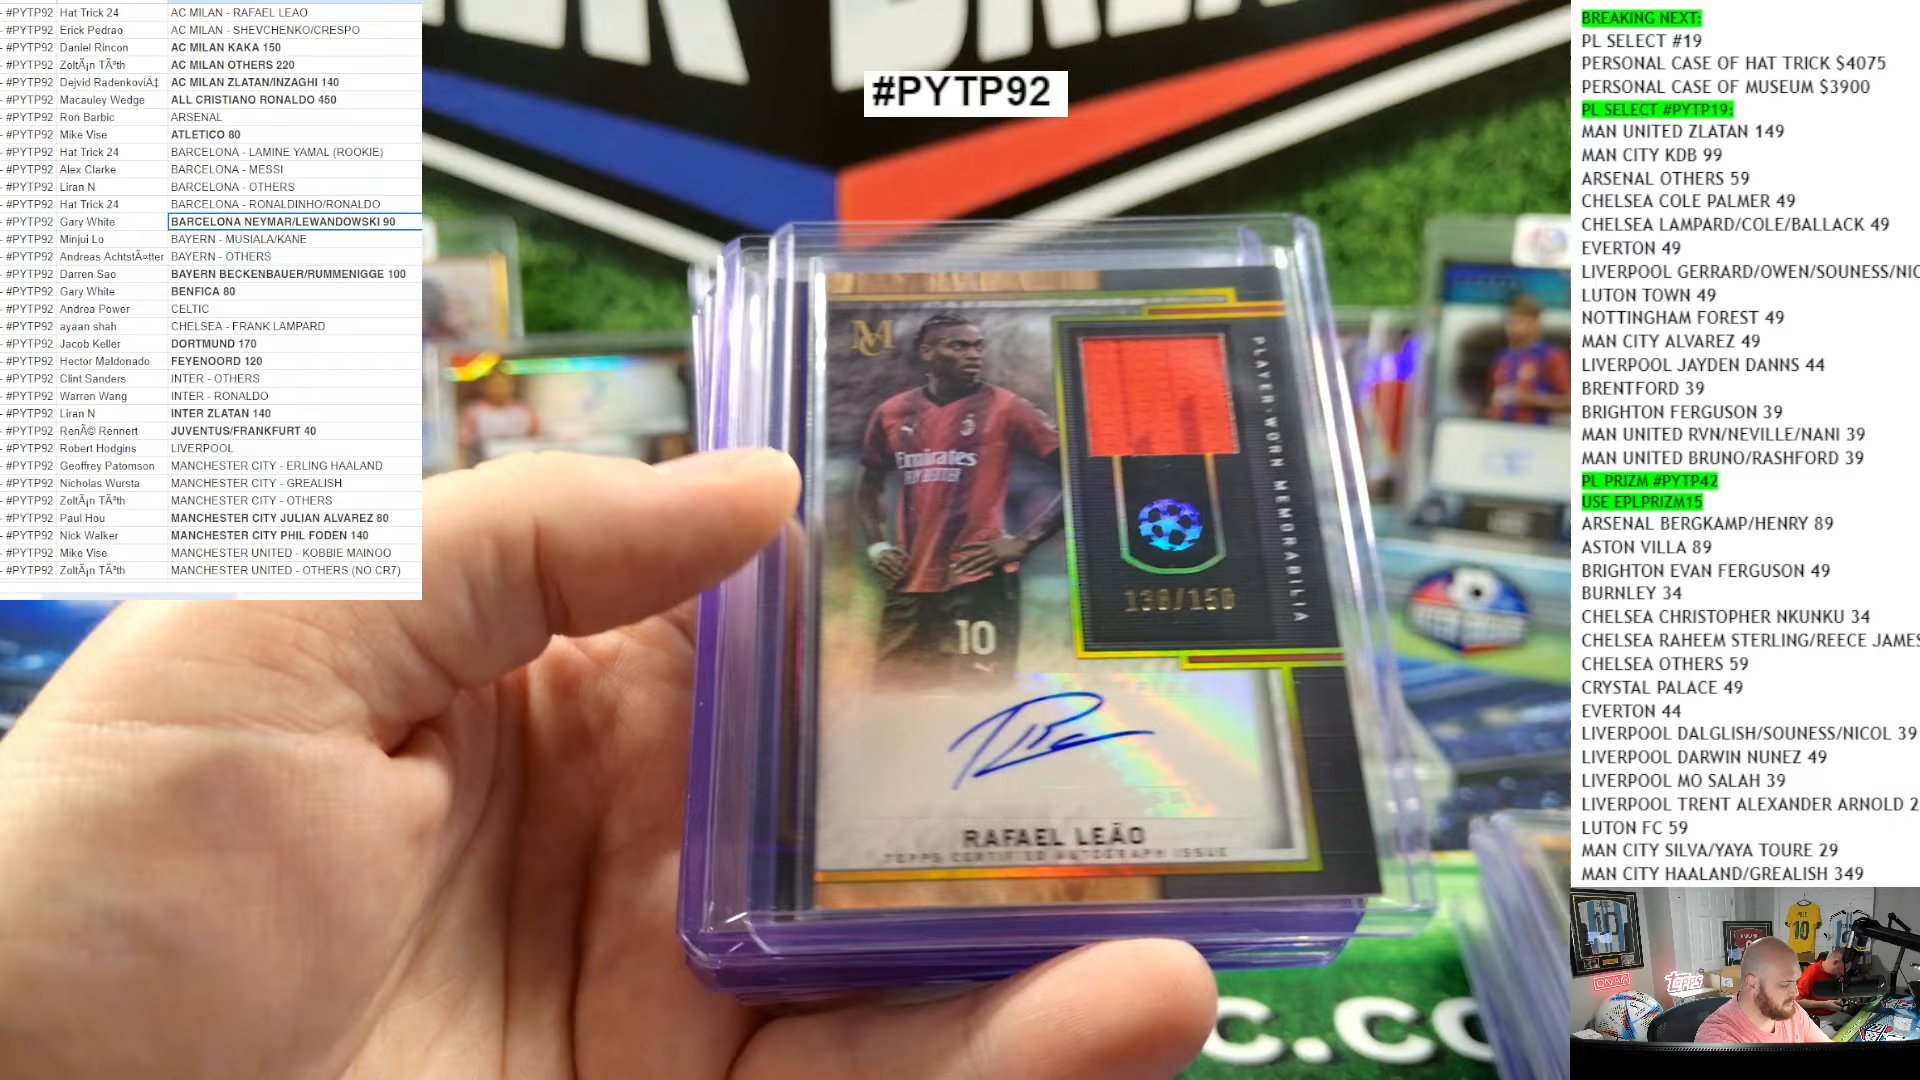 - #PYTP92 Hat Trick 24 AC MILAN - RAFAEL LEAO
- #PYTP92 Erick Pedrao AC MILAN - SHEVCHENKO/CRESPO
- #PYTP92 Daniel Rincon AC MILAN KAKA 150
- #PYTP92 ZoltÃ¡n TÃ³th AC MILAN OTHERS 220
- #PYTP92 Dejvid RadenkoviÄ‡ AC MILAN ZLATAN/INZAGHI 140
- #PYTP92 Macauley Wedge ALL CRISTIANO RONALDO 450
- #PYTP92 Ron Barbic ARSENAL
- #PYTP92 Mike Vise ATLETICO 80
- #PYTP92 Hat Trick 24 BARCELONA - LAMINE YAMAL (ROOKIE)
- #PYTP92 Alex Clarke BARCELONA - MESSI
- #PYTP92 Liran N BARCELONA - OTHERS
- #PYTP92 Hat Trick 24 BARCELONA - RONALDINHO/RONALDO
- #PYTP92 Gary White BARCELONA NEYMAR/LEWANDOWSKI 90
- #PYTP92 Minjui Lo BAYERN - MUSIALA/KANE
- #PYTP92 Andreas AchtstÃ¤tter BAYERN - OTHERS
- #PYTP92 Darren Sao BAYERN BECKENBAUER/RUMMENIGGE 100
- #PYTP92 Gary White BENFICA 80
- #PYTP92 Andrea Power CELTIC
- #PYTP92 ayaan shah CHELSEA - FRANK LAMPARD
- #PYTP92 Jacob Keller DORTMUND 170
- #PYTP92 Hector Maldonado FEYENOORD 120
- #PYTP92 Clint Sanders INTER - OTHERS
- #PYTP92 Warren Wang INTER - RONALDO
- #PYTP92 Liran N INTER ZLATAN 140
- #PYTP92 RenÃ© Rennert JUVENTUS/FRANKFURT 40
- #PYTP92 Robert Hodgins LIVERPOOL
- #PYTP92 Geoffrey Patomson MANCHESTER CITY - ERLING HAALAND
- #PYTP92 Nicholas Wursta MANCHESTER CITY - GREALISH
- #PYTP92 ZoltÃ¡n TÃ³th MANCHESTER CITY - OTHERS
- #PYTP92 Paul Hou MANCHESTER CITY JULIAN ALVAREZ 80
- #PYTP92 Nick Walker MANCHESTER CITY PHIL FODEN 140
- #PYTP92 Mike Vise MANCHESTER UNITED - KOBBIE MAINOO
- #PYTP92 ZoltÃ¡n TÃ³th MANCHESTER UNITED - OTHERS (NO CR7)
#PYTP92
MC
PLAYER-WORN MEMORABILIA
Emirates
FLY BETTER
10
136/150
RAFAEL LEÃO
TOPPS CERTIFIED AUTOGRAPH ISSUE
BREAKING NEXT:
PL SELECT #19
PERSONAL CASE OF HAT TRICK $4075
PERSONAL CASE OF MUSEUM $3900
PL SELECT #PYTP19:
MAN UNITED ZLATAN 149
MAN CITY KDB 99
ARSENAL OTHERS 59
CHELSEA COLE PALMER 49
CHELSEA LAMPARD/COLE/BALLACK 49
EVERTON 49
LIVERPOOL GERRARD/OWEN/SOUNESS/NIC
LUTON TOWN 49
NOTTINGHAM FOREST 49
MAN CITY ALVAREZ 49
LIVERPOOL JAYDEN DANNS 44
BRENTFORD 39
BRIGHTON FERGUSON 39
MAN UNITED RVN/NEVILLE/NANI 39
MAN UNITED BRUNO/RASHFORD 39
PL PRIZM #PYTP42
USE EPLPRIZM15
ARSENAL BERGKAMP/HENRY 89
ASTON VILLA 89
BRIGHTON EVAN FERGUSON 49
BURNLEY 34
CHELSEA CHRISTOPHER NKUNKU 34
CHELSEA RAHEEM STERLING/REECE JAMES
CHELSEA OTHERS 59
CRYSTAL PALACE 49
EVERTON 44
LIVERPOOL DALGLISH/SOUNESS/NICOL 39
LIVERPOOL DARWIN NUNEZ 49
LIVERPOOL MO SALAH 39
LIVERPOOL TRENT ALEXANDER ARNOLD 2
LUTON FC 59
MAN CITY SILVA/YAYA TOURE 29
MAN CITY HAALAND/GREALISH 349
ON AIR
topps
10